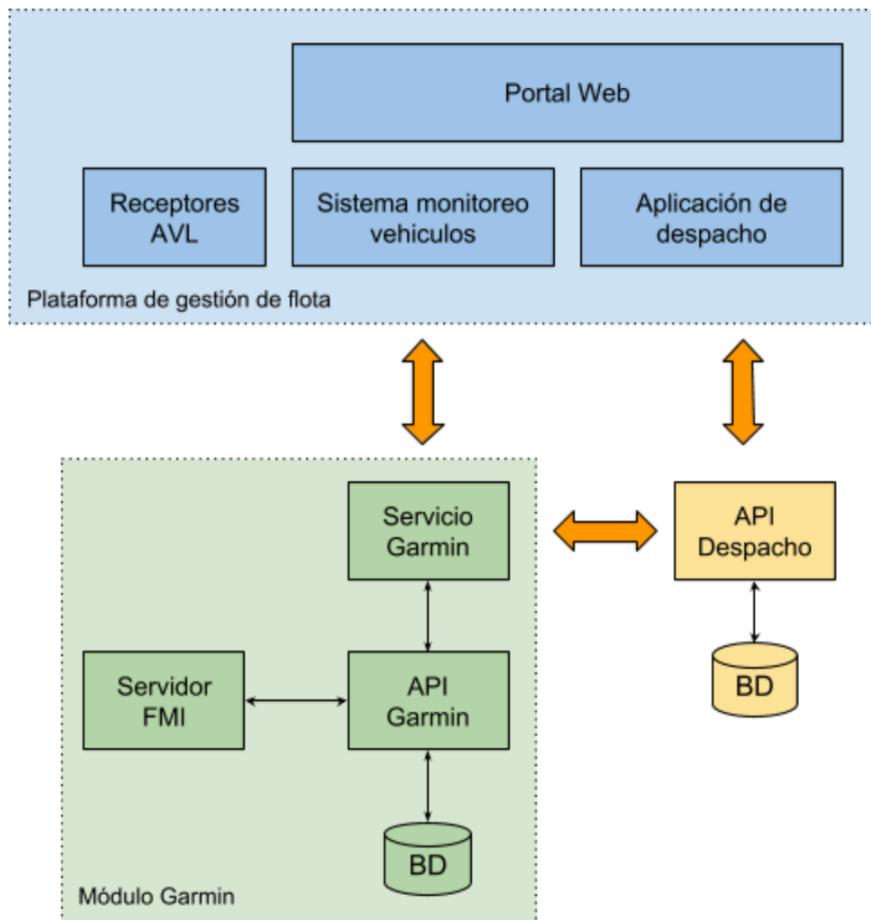 Portal Web
Receptores
AVL
Sistema monitoreo
vehiculos
Aplicación de
despacho
Plataforma de gestión de flota
Servicio
Garmin
API
Despacho
Servidor
FMI
API
Garmin
BD
BD
Módulo Garmin